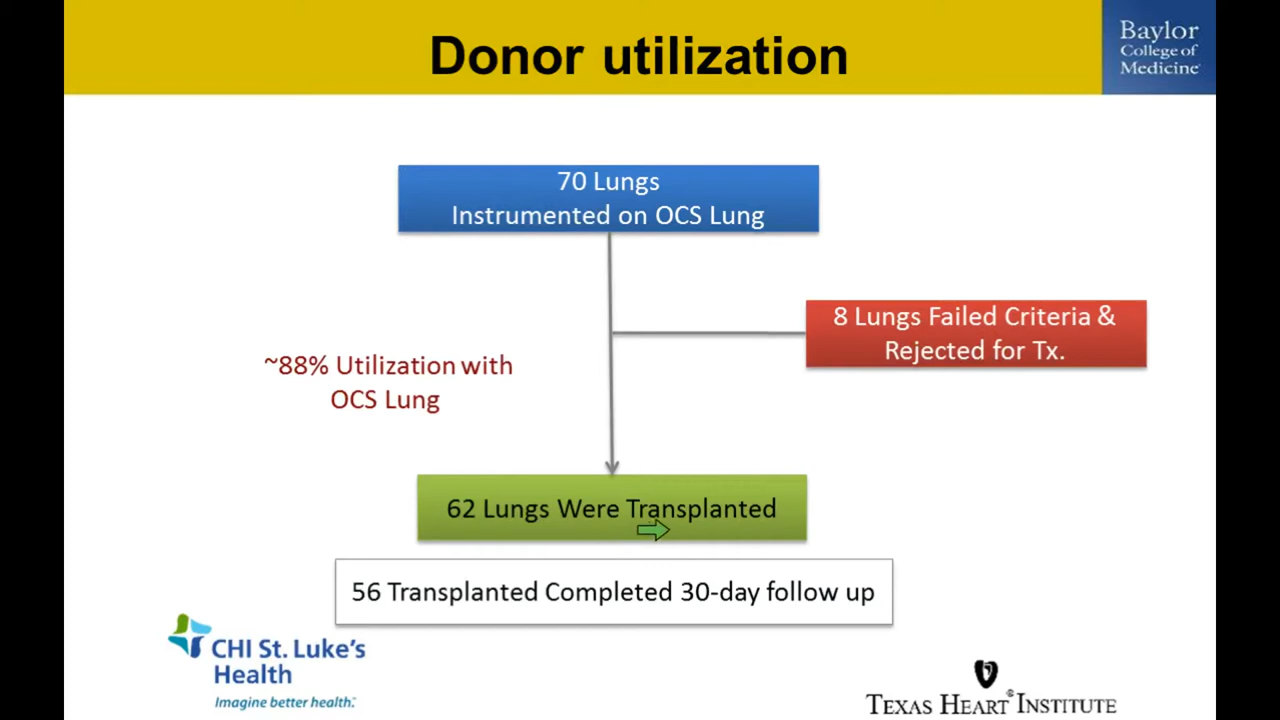 Donor utilization
Baylor
College of
Medicine
70 Lungs
Instrumented on OCS Lung
8 Lungs Failed Criteria &
Rejected for Tx.
~88% Utilization with
OCS Lung
62 Lungs Were Transplanted
56 Transplanted Completed 30-day follow up
CHI St. Luke's
Health
Imagine better health.™
TEXAS HEART® INSTITUTE